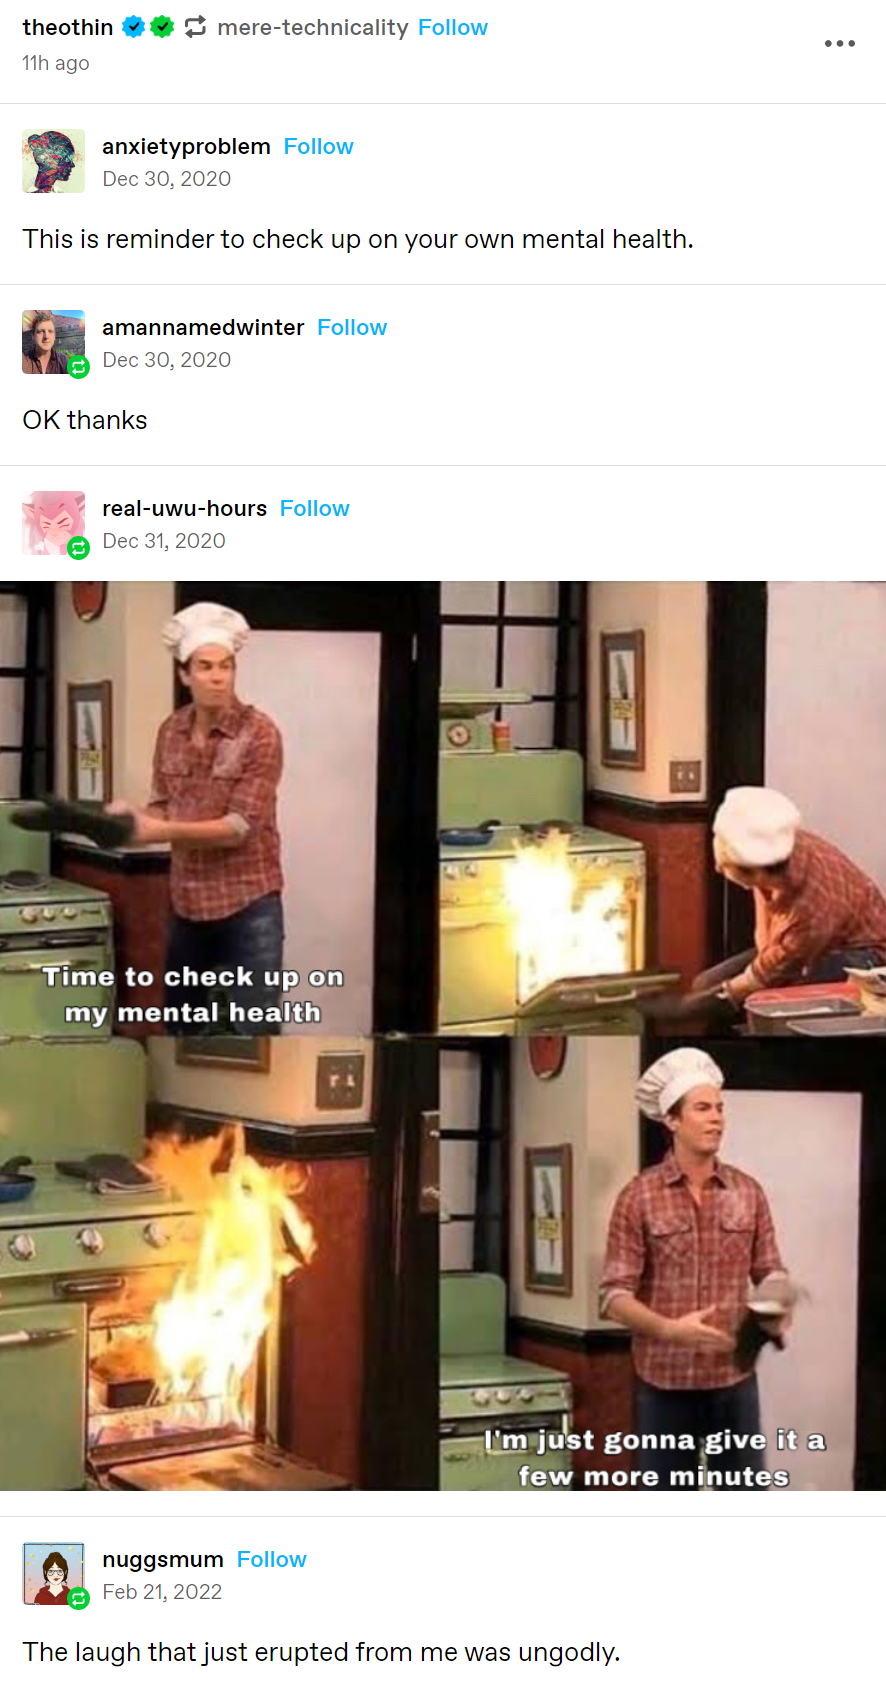 theothin mere-technicality Follow
11h ago
anxietyproblem Follow
Dec 30, 2020
This is reminder to check up on your own mental health.
amannamedwinter Follow
Dec 30, 2020
OK thanks
real-uwu-hours Follow
Dec 31, 2020
Time to check up on
my mental health
I'm just gonna give it a
few more minutes
nuggsmum Follow
Feb 21, 2022
The laugh that just erupted from me was ungodly.